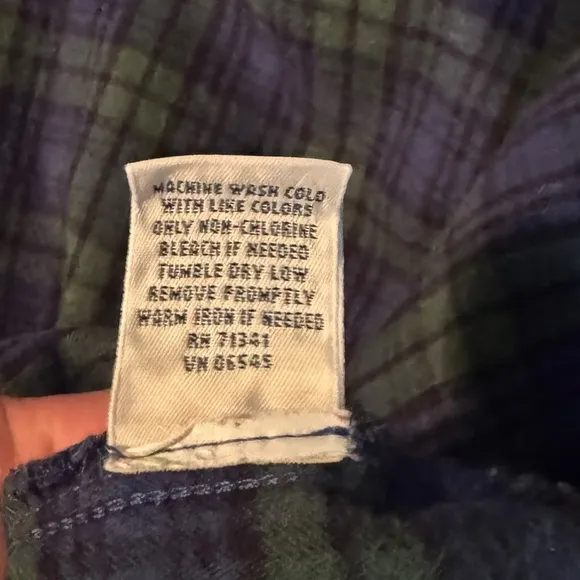 MACHINE WASH COLD
WITH LIKE COLORS
ONLY NON-CHLORINE
BLEACH IF NEEDED
TUMBLE DRY LOW
REMOVE PROMPTLY
WARM IRON IF NEEDED
RN 71341
VN 06545